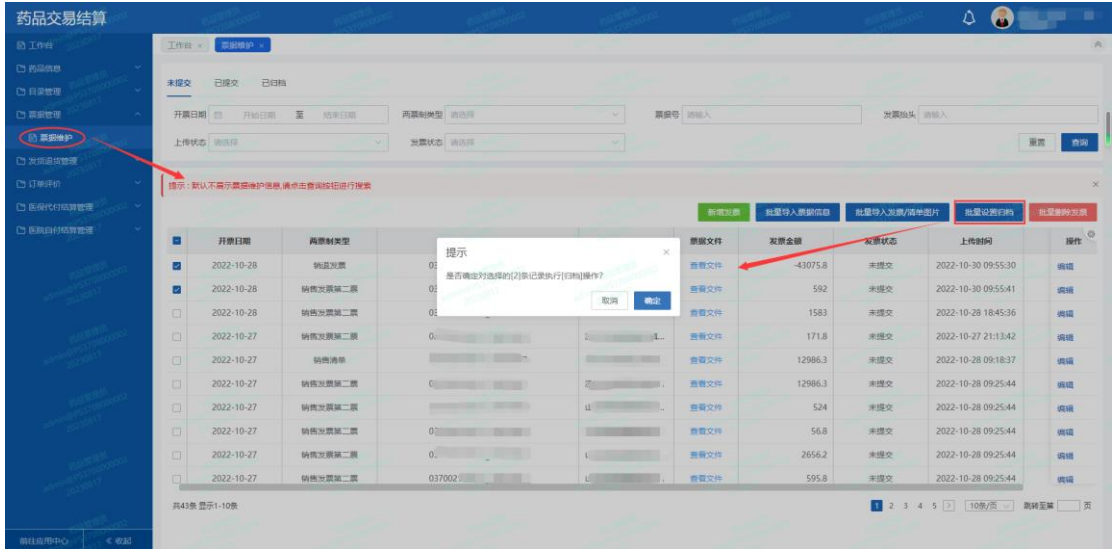 药品交易结算
工作台
药品信息
目录管理
票据管理
票据维护
发货退货管理
订单评价
医保代付结算管理
医院自付结算管理
前往应用中心 < 收起
工作台 × 票据维护 ×
未提交 已提交 已归档
开票日期 开始日期 至 结束日期 两票制类型 请选择 票据号 请输入 发票抬头 请输入
上传状态 请选择 发票状态 请选择 重置 查询
提示:默认不展示票据维护信息,请点击查询按钮进行搜索 ×
新增发票 批量导入票据信息 批量导入发票/清单图片 批量设置归档 批量删除发票
开票日期 两票制类型 票据文件 发票金额 发票状态 上传时间 操作
2022-10-28 销退发票 03 查看文件 -43075.8 未提交 2022-10-30 09:55:30 编辑
2022-10-28 销售发票第二票 03 查看文件 592 未提交 2022-10-30 09:55:41 编辑
2022-10-28 销售发票第二票 03 查看文件 1583 未提交 2022-10-28 18:45:36 编辑
2022-10-27 销售发票第二票 0 查看文件 171.8 未提交 2022-10-27 21:13:42 编辑
2022-10-27 销售清单 查看文件 12986.3 未提交 2022-10-28 09:18:37 编辑
2022-10-27 销售发票第二票 查看文件 12986.3 未提交 2022-10-28 09:25:44 编辑
2022-10-27 销售发票第二票 查看文件 524 未提交 2022-10-28 09:25:44 编辑
2022-10-27 销售发票第二票 03 查看文件 56.8 未提交 2022-10-28 09:25:44 编辑
2022-10-27 销售发票第二票 0 查看文件 2656.2 未提交 2022-10-28 09:25:44 编辑
2022-10-27 销售发票第二票 037002 查看文件 595.8 未提交 2022-10-28 09:25:44 编辑
提示 ×
是否确定对选择的[2]条记录执行[归档]操作?
取消 确定
共43条 显示1-10条 1 2 3 4 5 > 10条/页 跳转至第 页